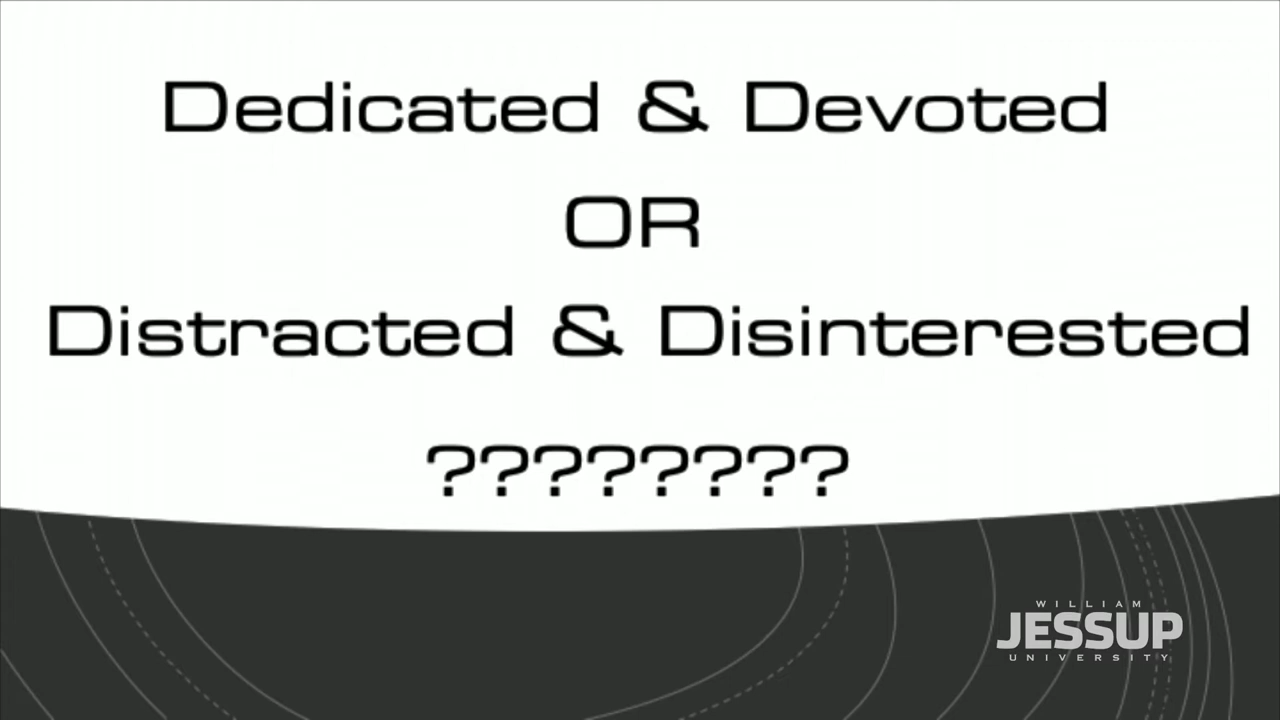 Dedicated & Devoted
OR
Distracted & Disinterested
????????
WILLIAM
JESSUP
UNIVERSITY